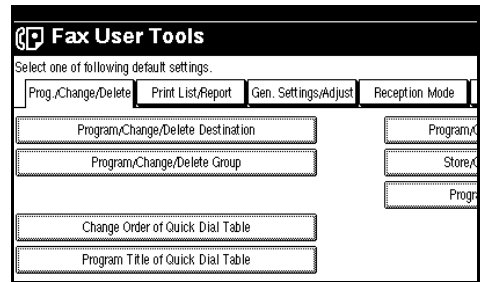 Fax User Tools
Select one of following default settings.
Prog./Change/Delete Print List/Report Gen. Settings/Adjust Reception Mode
Program/Change/Delete Destination
Program/Change/Delete Group
Store/
Change Order of Quick Dial Table
Program Title of Quick Dial Table